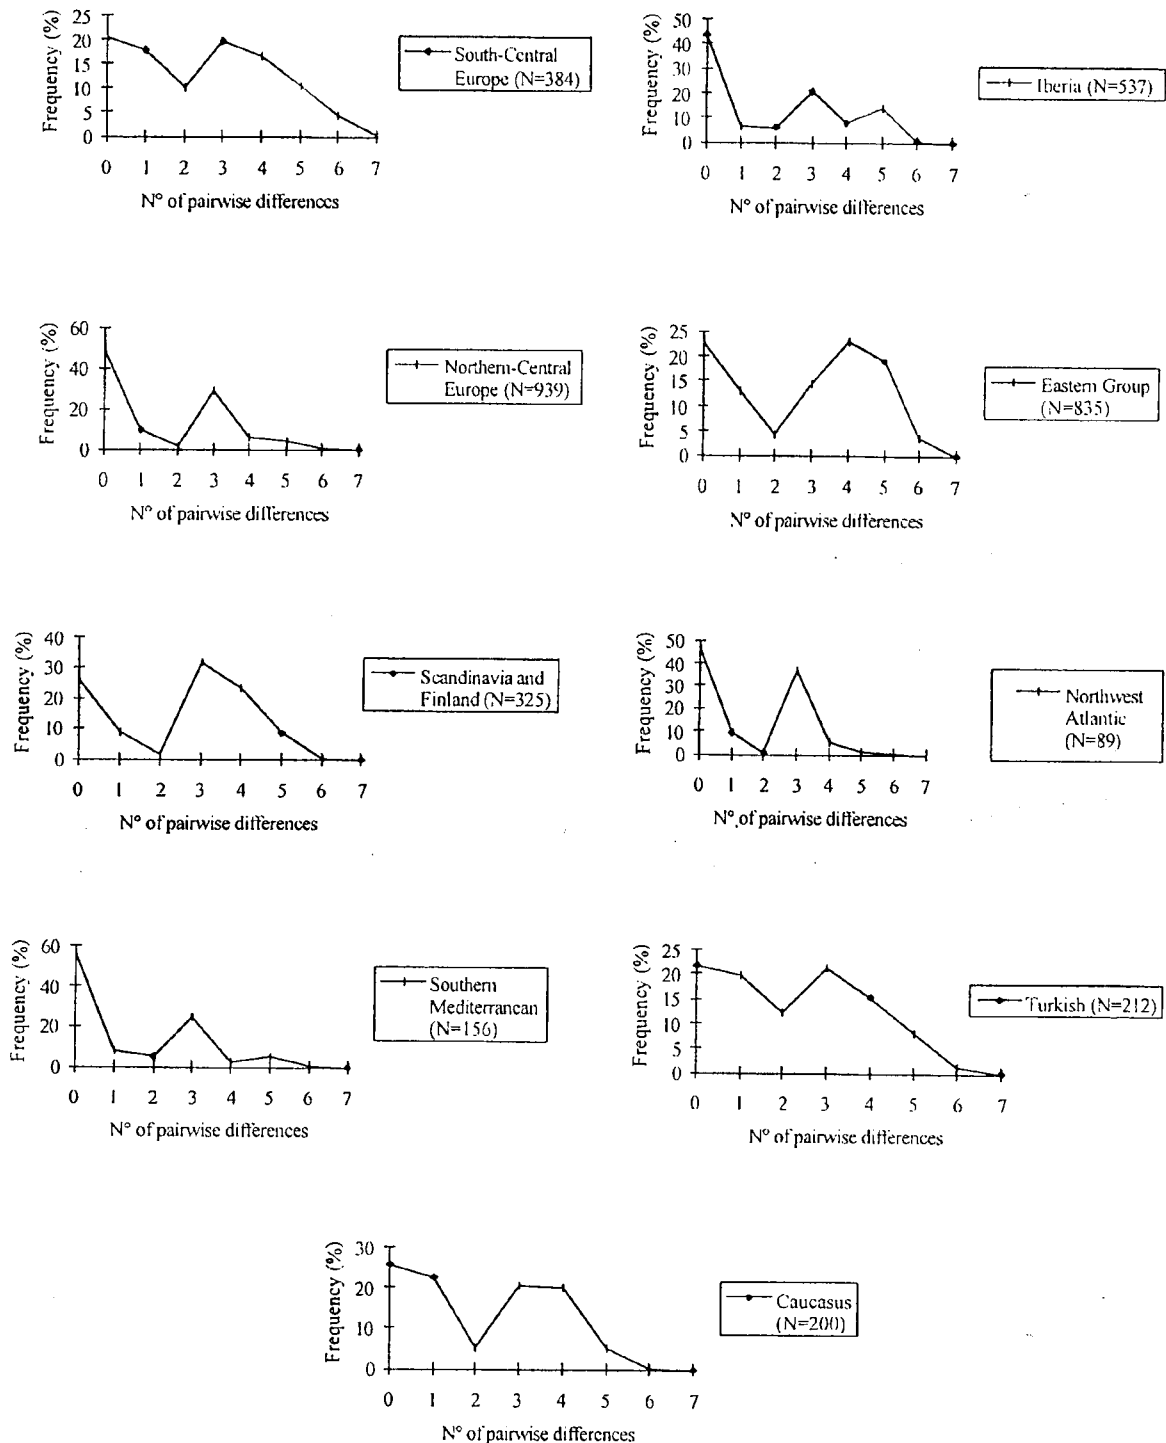 Frequency (%)
25
20
15
10
5
0
0 1 2 3 4 5 6 7
N° of pairwise differences
South-Central
Europe (N=384)
Frequency (%)
50
40
30
20
10
0
0 1 2 3 4 5 6 7
N° of pairwise differences
Iberia (N=537)
Frequency (%)
60
40
20
0
0 1 2 3 4 5 6 7
N° of pairwise differences
Northern-Central
Europe (N=939)
Frequency (%)
25
20
15
10
5
0
0 1 2 3 4 5 6 7
N° of pairwise differences
Eastern Group
(N=835)
Frequency (%)
40
30
20
10
0
0 1 2 3 4 5 6 7
N° of pairwise differences
Scandinavia and
Finland (N=325)
Frequency (%)
50
40
30
20
10
0
0 1 2 3 4 5 6 7
N° of pairwise differences
Northwest
Atlantic
(N=89)
Frequency (%)
60
40
20
0
0 1 2 3 4 5 6 7
N° of pairwise differences
Southern
Mediterranean
(N=156)
Frequency (%)
25
20
15
10
5
0
0 1 2 3 4 5 6 7
N° of pairwise differences
Turkish (N=212)
Frequency (%)
30
20
10
0
0 1 2 3 4 5 6 7
N° of pairwise differences
Caucasus
(N=200)